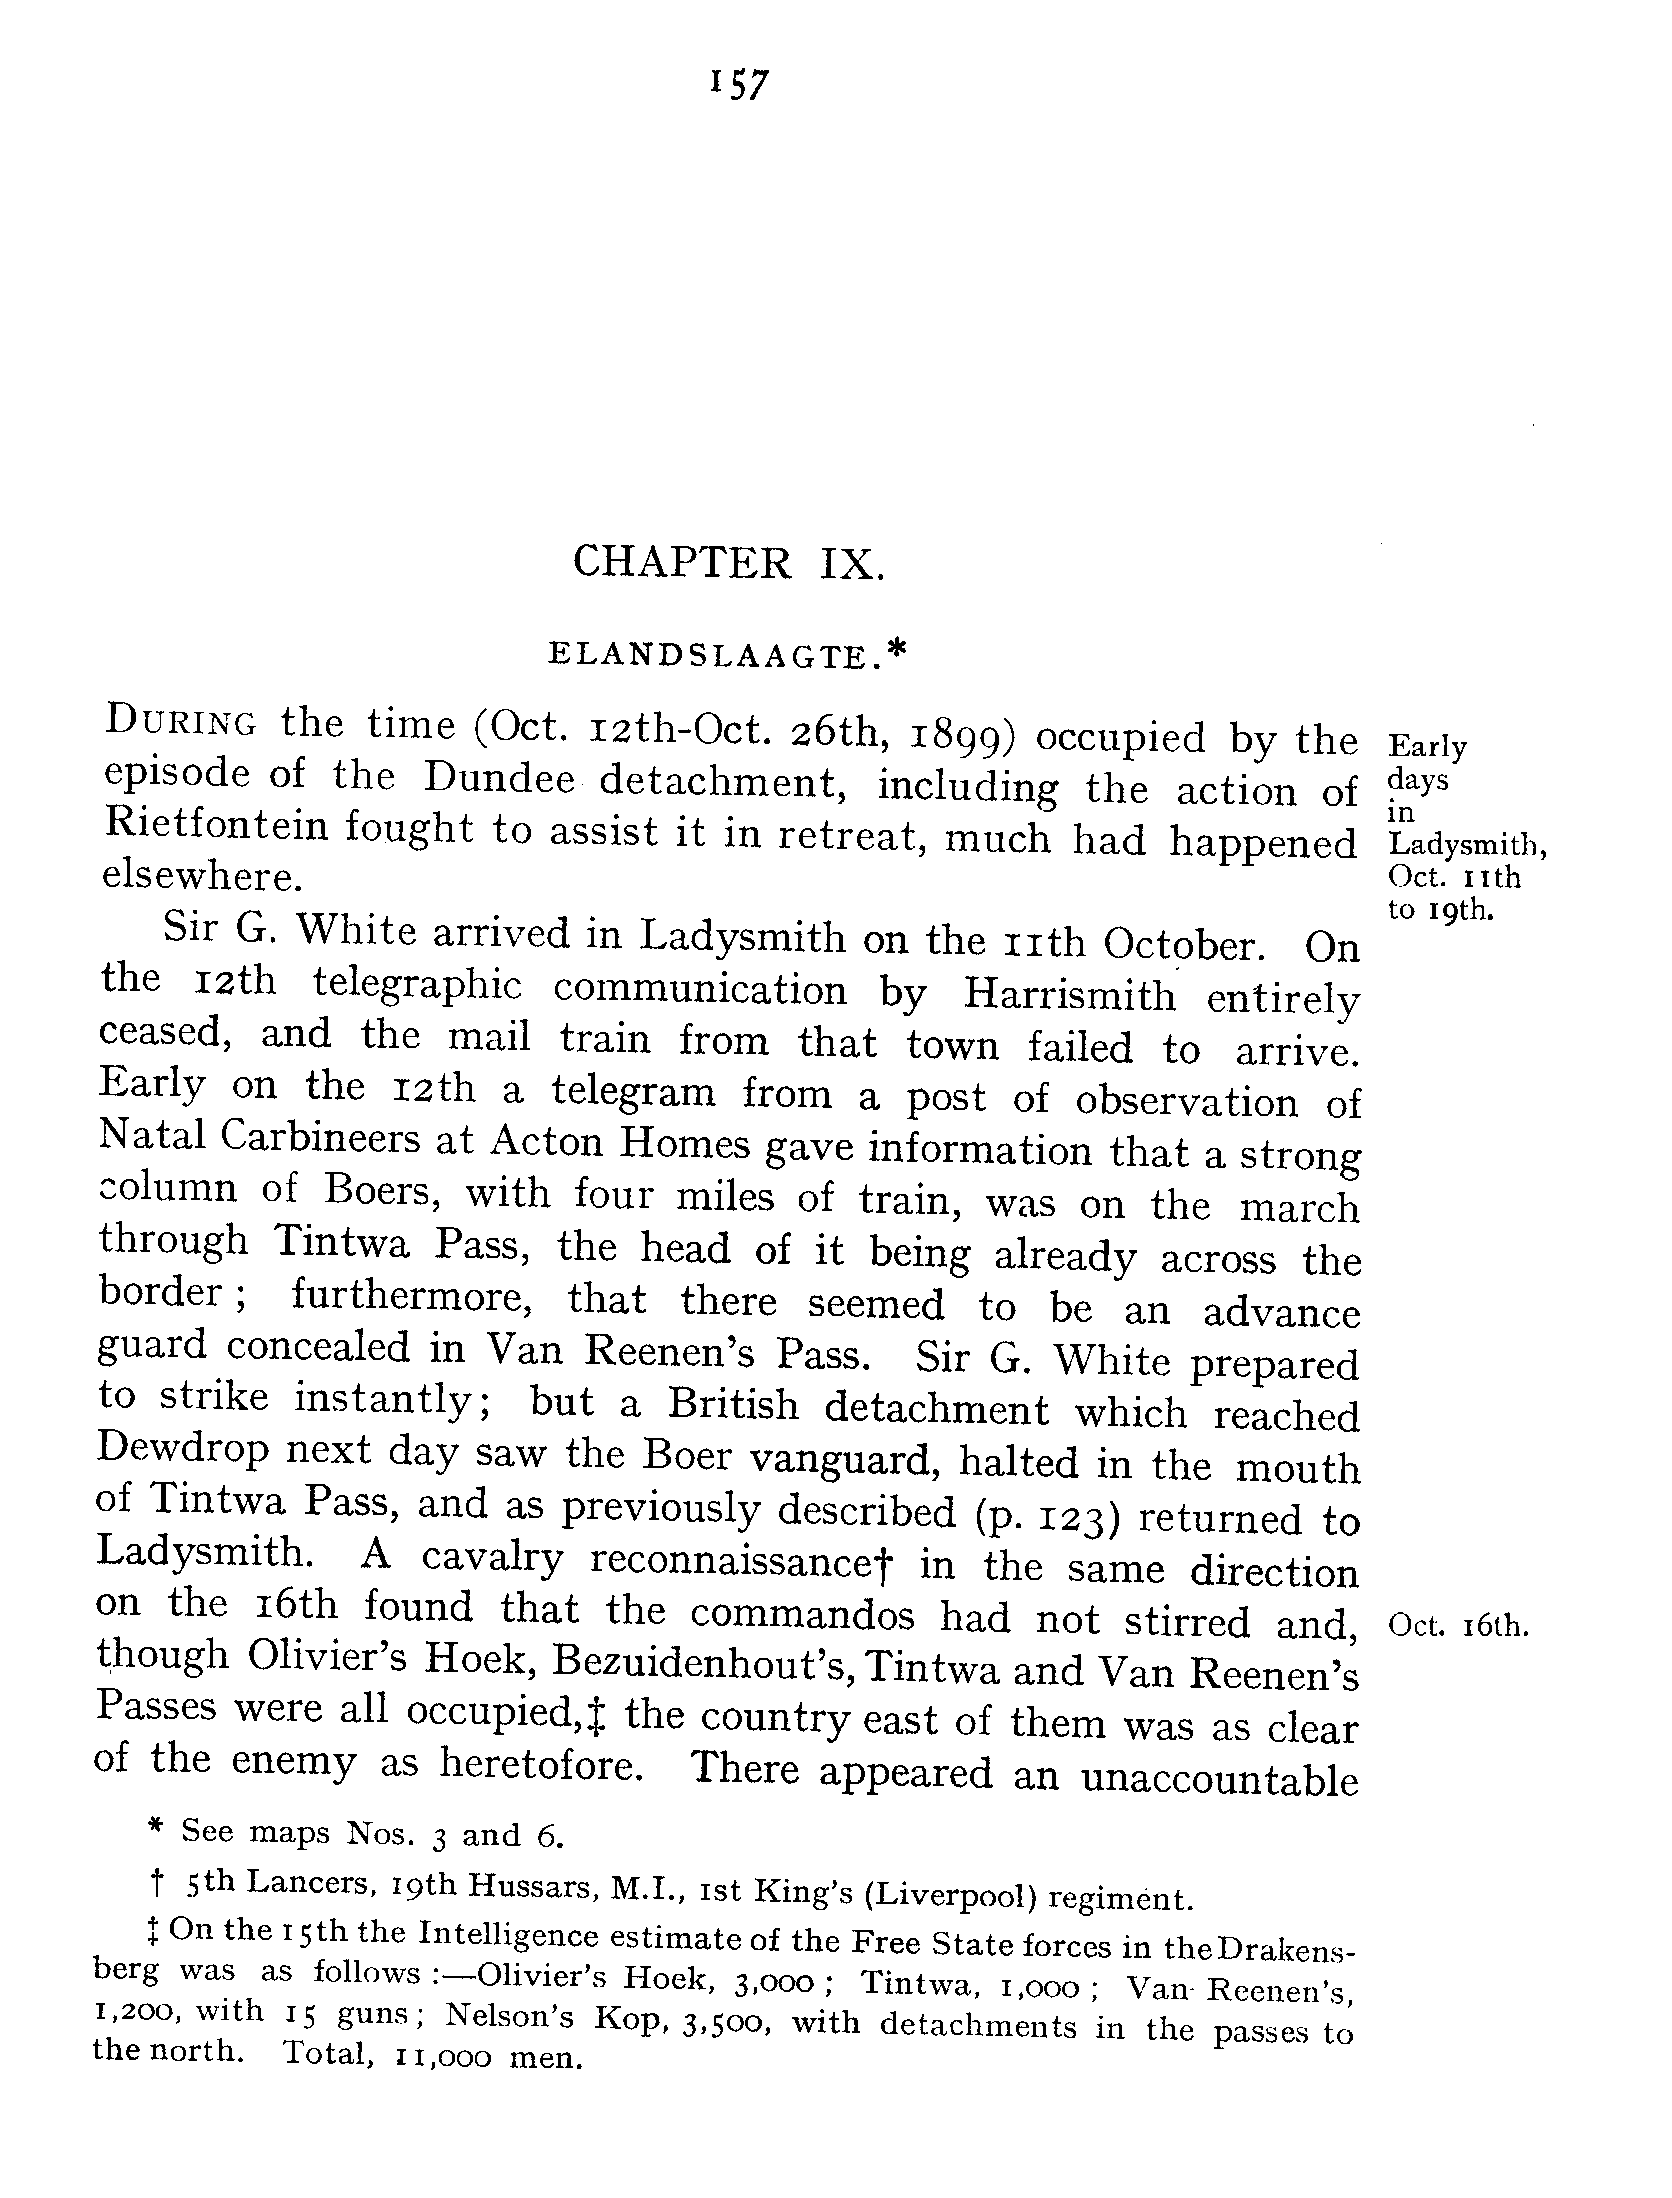 157
CHAPTER IX.
ELANDSLAAGTE.*
DURING the time (Oct. 12th-Oct. 26th, 1899) occupied by the
episode of the Dundee detachment, including the action of
Rietfontein fought to assist it in retreat, much had happened
elsewhere.
Early
days
in
Ladysmith,
Oct. 11th
to 19th.
Sir G. White arrived in Ladysmith on the 11th October. On
the 12th telegraphic communication by Harrismith entirely
ceased, and the mail train from that town failed to arrive.
Early on the 12th a telegram from a post of observation of
Natal Carbineers at Acton Homes gave information that a strong
column of Boers, with four miles of train, was on the march
through Tintwa Pass, the head of it being already across the
border ; furthermore, that there seemed to be an advance
guard concealed in Van Reenen's Pass. Sir G. White prepared
to strike instantly; but a British detachment which reached
Dewdrop next day saw the Boer vanguard, halted in the mouth
of Tintwa Pass, and as previously described (p. 123) returned to
Ladysmith. A cavalry reconnaissance† in the same direction
on the 16th found that the commandos had not stirred and,
Oct. 16th.
though Olivier's Hoek, Bezuidenhout's, Tintwa and Van Reenen's
Passes were all occupied,‡ the country east of them was as clear
of the enemy as heretofore. There appeared an unaccountable
* See maps Nos. 3 and 6.
† 5th Lancers, 19th Hussars, M.I., 1st King's (Liverpool) regiment.
‡ On the 15th the Intelligence estimate of the Free State forces in the Drakens-
berg was as follows :—Olivier's Hoek, 3,000 ; Tintwa, 1,000 ; Van Reenen's,
1,200, with 15 guns; Nelson's Kop, 3,500, with detachments in the passes to
the north. Total, 11,000 men.